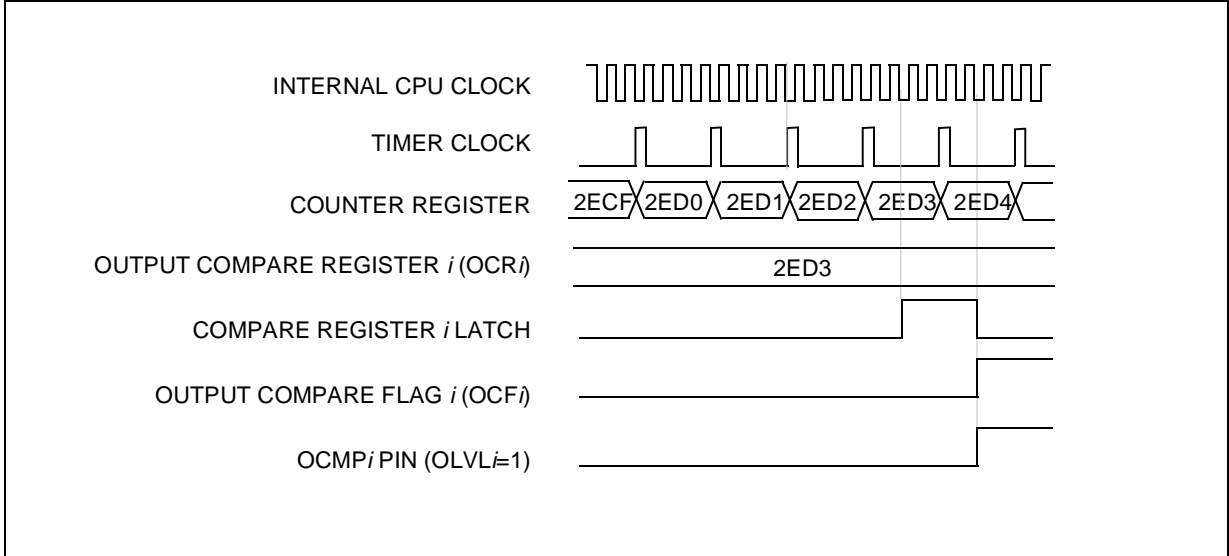 INTERNAL CPU CLOCK
TIMER CLOCK
COUNTER REGISTER 2ECF 2ED0 2ED1 2ED2 2ED3 2ED4
OUTPUT COMPARE REGISTER i (OCRi) 2ED3
COMPARE REGISTER i LATCH
OUTPUT COMPARE FLAG i (OCFi)
OCMPi PIN (OLVLi=1)